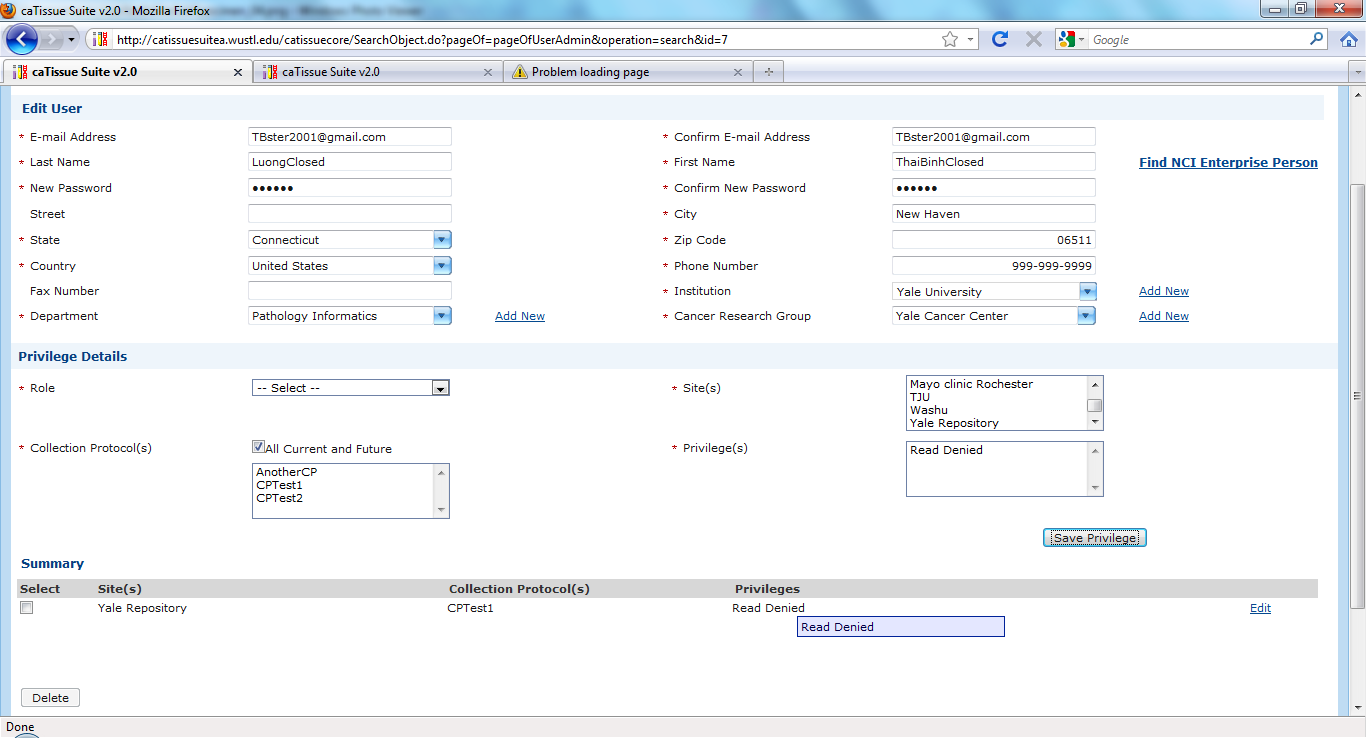 caTissue Suite v2.0 - Mozilla Firefox
http://catissuesuitea.wustl.edu/catissuecore/SearchObject.do?pageOf=pageOfUserAdmin&operation=search&id=7
Google
caTissue Suite v2.0
caTissue Suite v2.0
Problem loading page
Edit User
* E-mail Address TBster2001@gmail.com * Confirm E-mail Address TBster2001@gmail.com
* Last Name LuongClosed * First Name ThaiBinhClosed Find NCI Enterprise Person
* New Password •••••• * Confirm New Password ••••••
Street * City New Haven
* State Connecticut * Zip Code 06511
* Country United States * Phone Number 999-999-9999
Fax Number * Institution Yale University Add New
* Department Pathology Informatics Add New * Cancer Research Group Yale Cancer Center Add New
Privilege Details
* Role -- Select -- * Site(s)
Mayo clinic Rochester
TJU
Washu
Yale Repository
* Collection Protocol(s) All Current and Future * Privilege(s) Read Denied
AnotherCP
CPTest1
CPTest2
Save Privilege
Summary
Select Site(s) Collection Protocol(s) Privileges
Yale Repository CPTest1 Read Denied Edit
Read Denied
Delete
Done